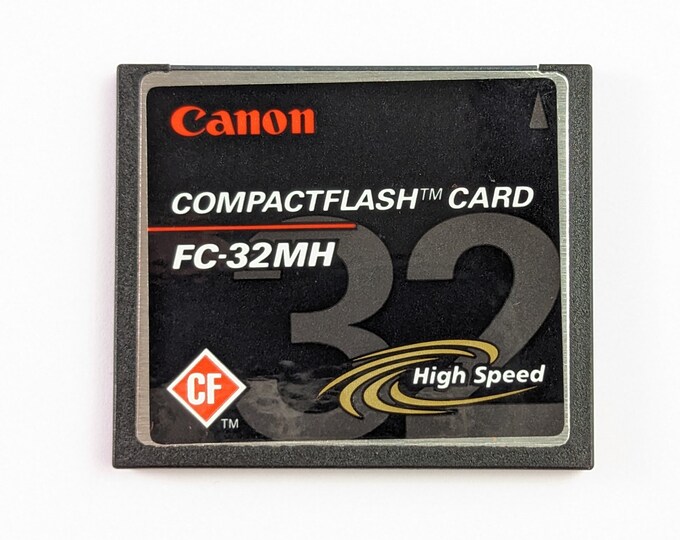 Canon
COMPACTFLASH™ CARD
FC-32MH
32
High Speed
CF
TM